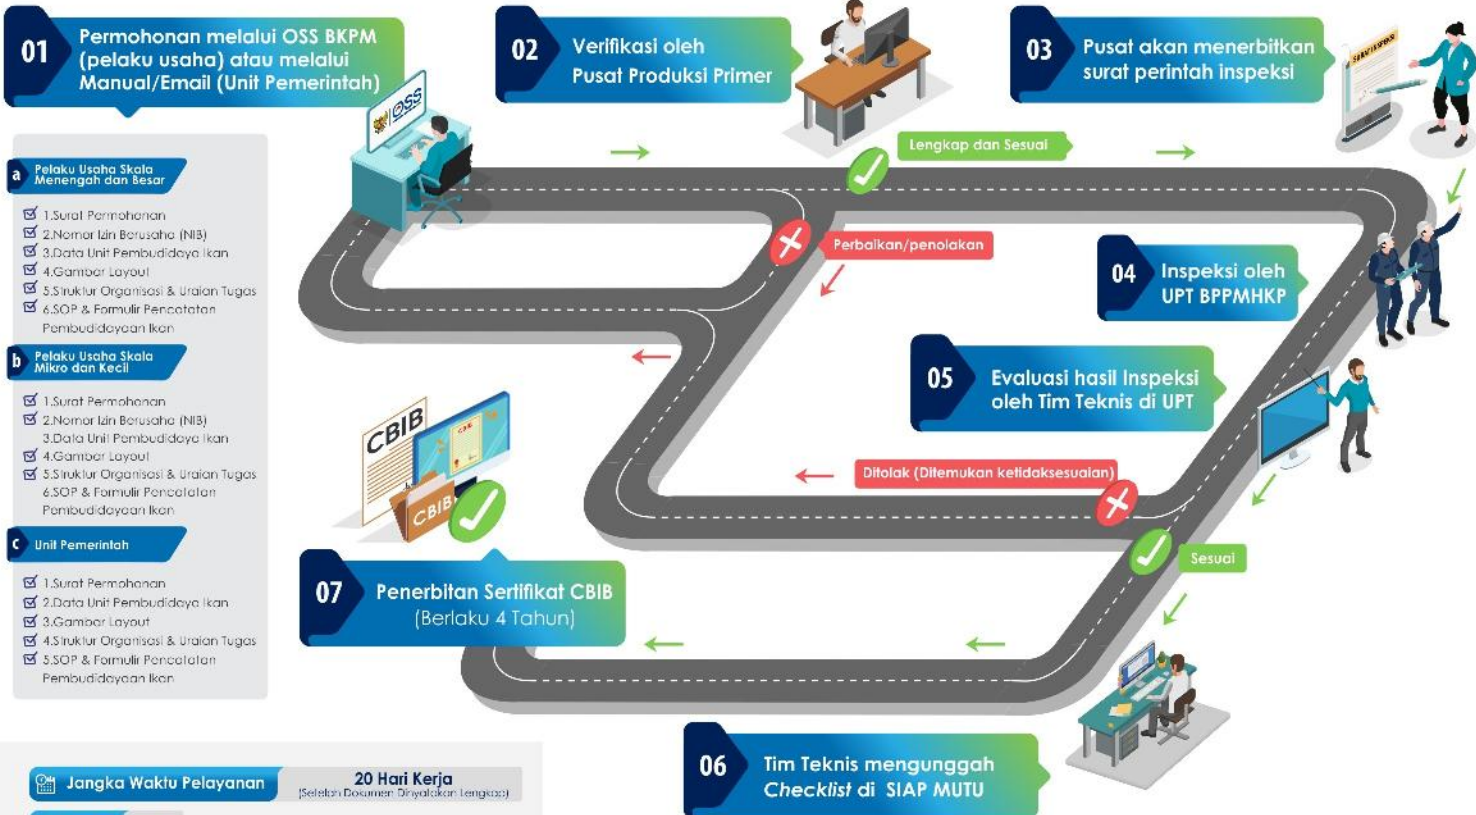 01
Permohonan melalui OSS BKPM
(pelaku usaha) atau melalui
Manual/Email (Unit Pemerintah)
02
Verifikasi oleh
Pusat Produksi Primer
03
Pusat akan menerbitkan
surat perintah inspeksi
SURAT INSPEKSI
OSS
Lengkap dan Sesuai
a
Pelaku Usaha Skala
Menengah dan Besar
1.Surat Permohonan
2.Nomor Izin Berusaha (NIB)
3.Data Unit Pembudidaya Ikan
4.Gambar Layout
5.Struktur Organisasi & Uraian Tugas
6.SOP & Formulir Pencatatan
Pembudidayaan Ikan
b
Pelaku Usaha Skala
Mikro dan Kecil
1.Surat Permohonan
2.Nomor Izin Berusaha (NIB)
3.Data Unit Pembudidaya Ikan
4.Gambar Layout
5.Struktur Organisasi & Uraian Tugas
6.SOP & Formulir Pencatatan
Pembudidayaan Ikan
C
Unit Pemerintah
1.Surat Permohonan
2.Data Unit Pembudidaya Ikan
3.Gambar Layout
4.Struktur Organisasi & Uraian Tugas
5.SOP & Formulir Pencatatan
Pembudidayaan Ikan
Perbaikan/penolakan
04
Inspeksi oleh
UPT BPPMHKP
05
Evaluasi hasil Inspeksi
oleh Tim Teknis di UPT
Ditolak (Ditemukan ketidaksesuaian)
Sesuai
CBIB
CBIB
CBIB
07
Penerbitan Sertifikat CBIB
(Berlaku 4 Tahun)
06
Tim Teknis mengunggah
Checklist di SIAP MUTU
Jangka Waktu Pelayanan
20 Hari Kerja
(Setelah Dokumen Dinyatakan Lengkap)